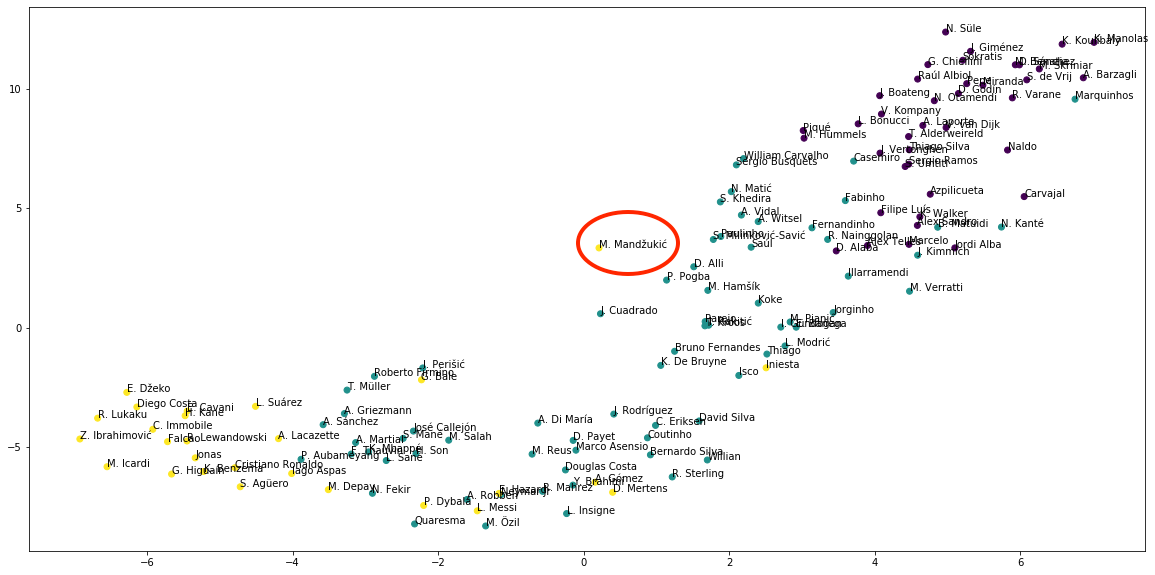 N. Süle
K. Manolas
J. Giménez
Sokratis
G. Chiellini
M. Škriniar
Raúl Albiol
Pepe
Miranda
S. de Vrij
A. Barzagli
J. Boateng
N. Otamendi
D. Godín
R. Varane
Marquinhos
10
V. Kompany
L. Bonucci
A. Laporte
V. van Dijk
Piqué
M. Hummels
T. Alderweireld
Thiago Silva
Naldo
William Carvalho
Sergio Busquets
Casemiro
Sergio Ramos
N. Matić
S. Khedira
Fabinho
Azpilicueta
Carvajal
5
A. Vidal
A. Witsel
Filipe Luís
K. Walker
Alex Sandro
B. Matuidi
N. Kanté
Fernandinho
Paulinho
S. Milinković-Savić
Saúl
R. Nainggolan
D. Alaba
Alex Telles
Marcelo
Jordi Alba
J. Kimmich
M. Mandžukić
D. Alli
P. Pogba
Illarramendi
M. Hamšík
M. Verratti
Koke
J. Cuadrado
Jorginho
Parejo
T. Kroos
M. Pjanić
0
L. Modrić
Bruno Fernandes
Thiago
K. De Bruyne
Iniesta
Isco
I. Perišić
Roberto Firmino
G. Bale
T. Müller
E. Džeko
Diego Costa
E. Cavani
H. Kane
L. Suárez
R. Lukaku
A. Griezmann
A. Sánchez
José Callejón
A. Di María
J. Rodríguez
David Silva
C. Eriksen
C. Immobile
Z. Ibrahimović
Falcao
R. Lewandowski
A. Lacazette
A. Martial
S. Mané
M. Salah
D. Payet
Coutinho
-5
K. Mbappé
H. Son
M. Reus
Marco Asensio
Bernardo Silva
Willian
Jonas
P. Aubameyang
L. Sané
M. Icardi
G. Higuaín
K. Benzema
Cristiano Ronaldo
Iago Aspas
Douglas Costa
R. Sterling
S. Agüero
M. Depay
N. Fekir
E. Hazard
Neymar Jr
R. Mahrez
Y. Brahimi
A. Gómez
D. Mertens
A. Robben
P. Dybala
L. Messi
L. Insigne
Quaresma
M. Özil
-6
-4
-2
0
2
4
6